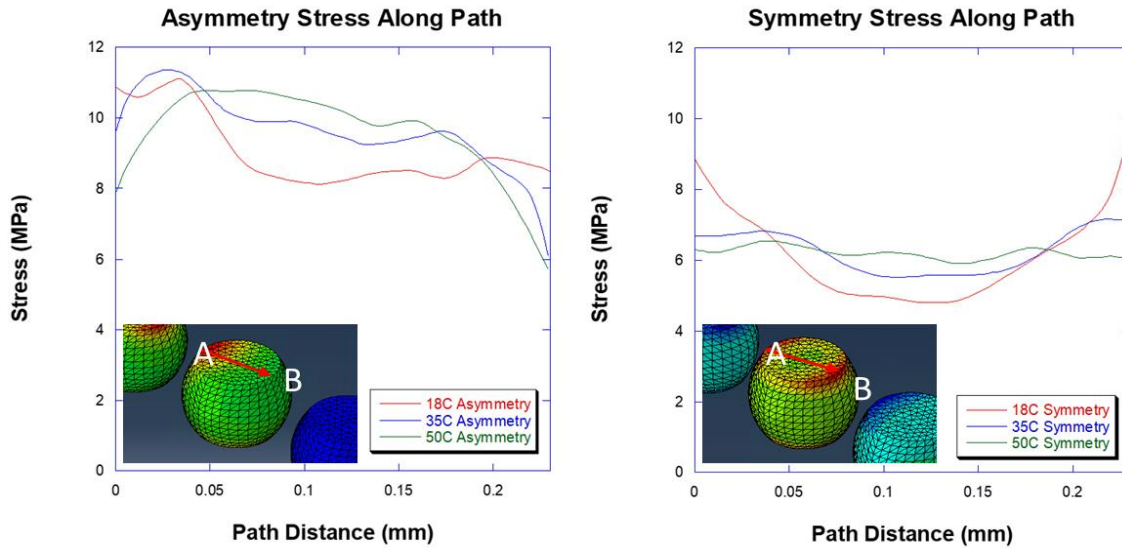 Asymmetry Stress Along Path
12
10
8
6
4
2
0
Stress (MPa)
A
B
18C Asymmetry
35C Asymmetry
50C Asymmetry
0
0.05
0.1
0.15
0.2
Path Distance (mm)
Symmetry Stress Along Path
12
10
8
6
4
2
0
Stress (MPa)
A
B
18C Symmetry
35C Symmetry
50C Symmetry
0
0.05
0.1
0.15
0.2
Path Distance (mm)